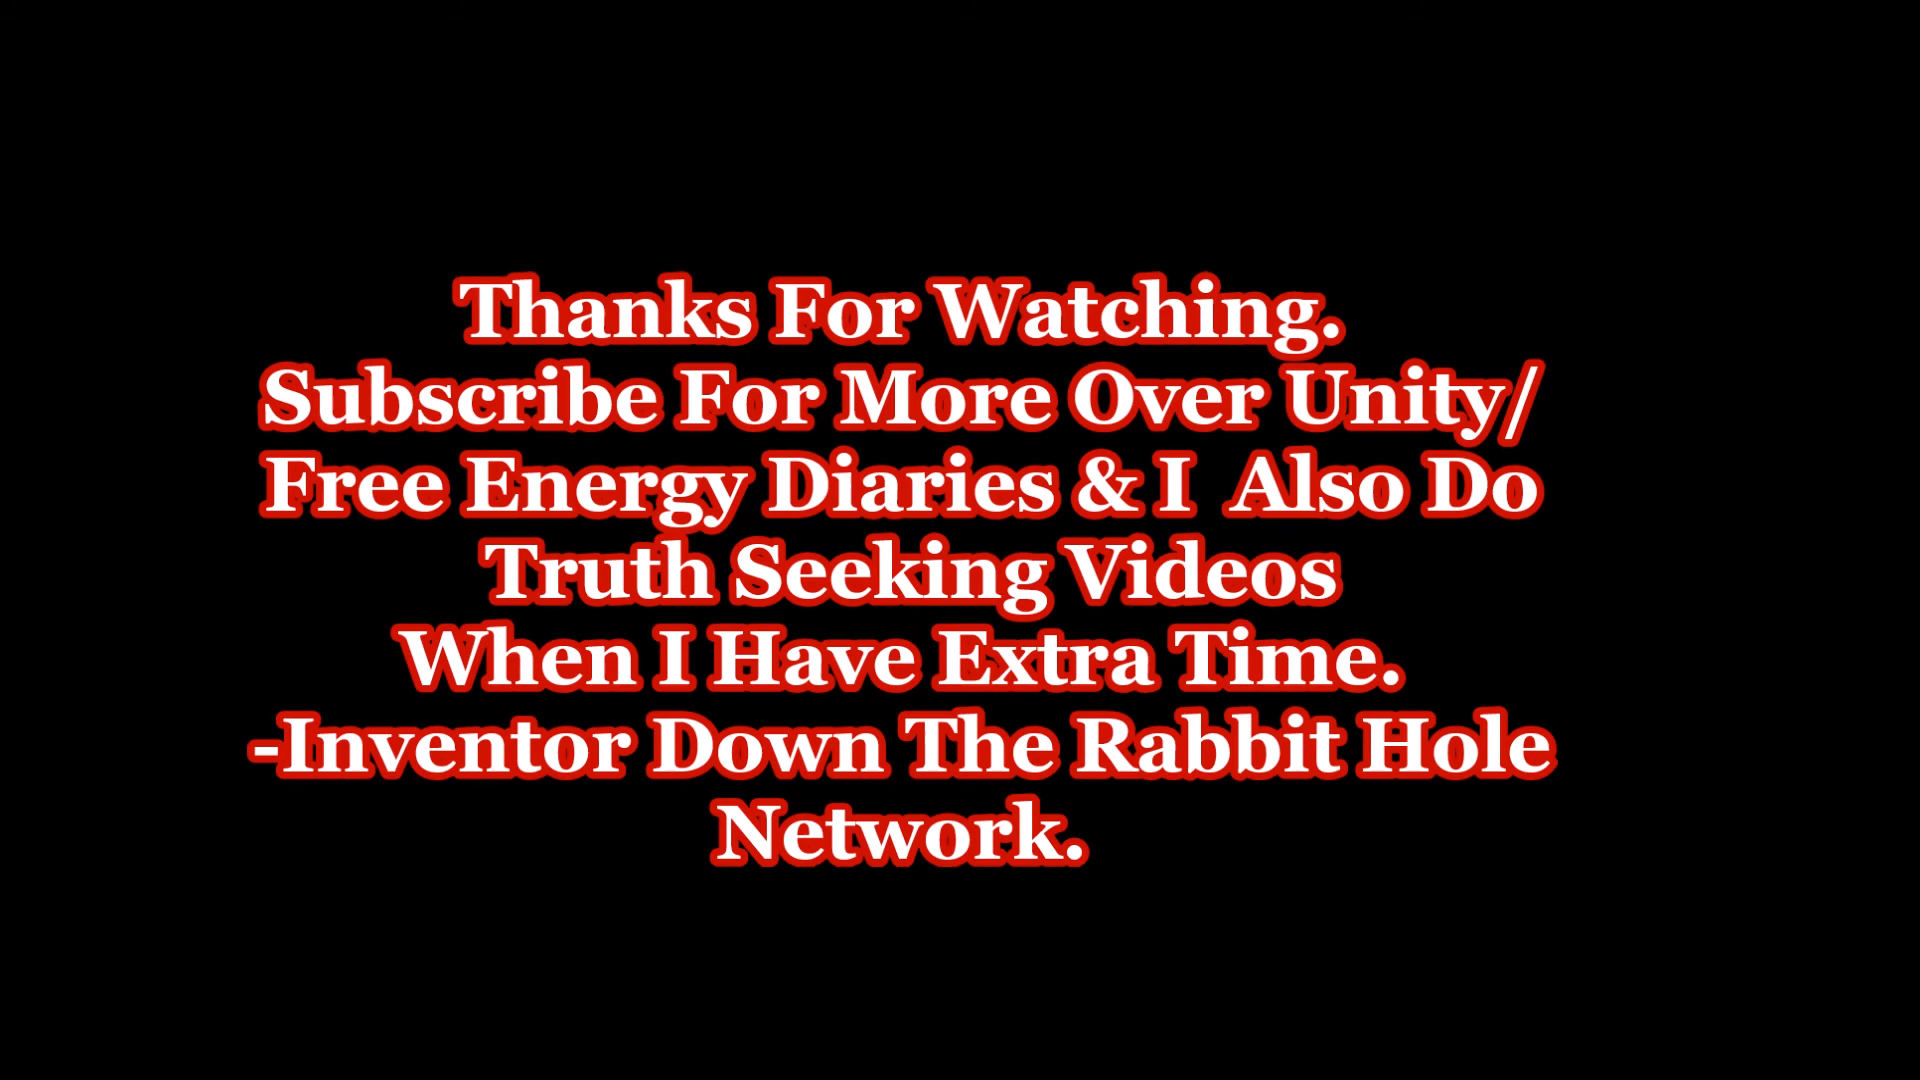 Thanks For Watching.
Subscribe For More Over Unity/
Free Energy Diaries & I  Also Do
Truth Seeking Videos
When I Have Extra Time.
-Inventor Down The Rabbit Hole
Network.